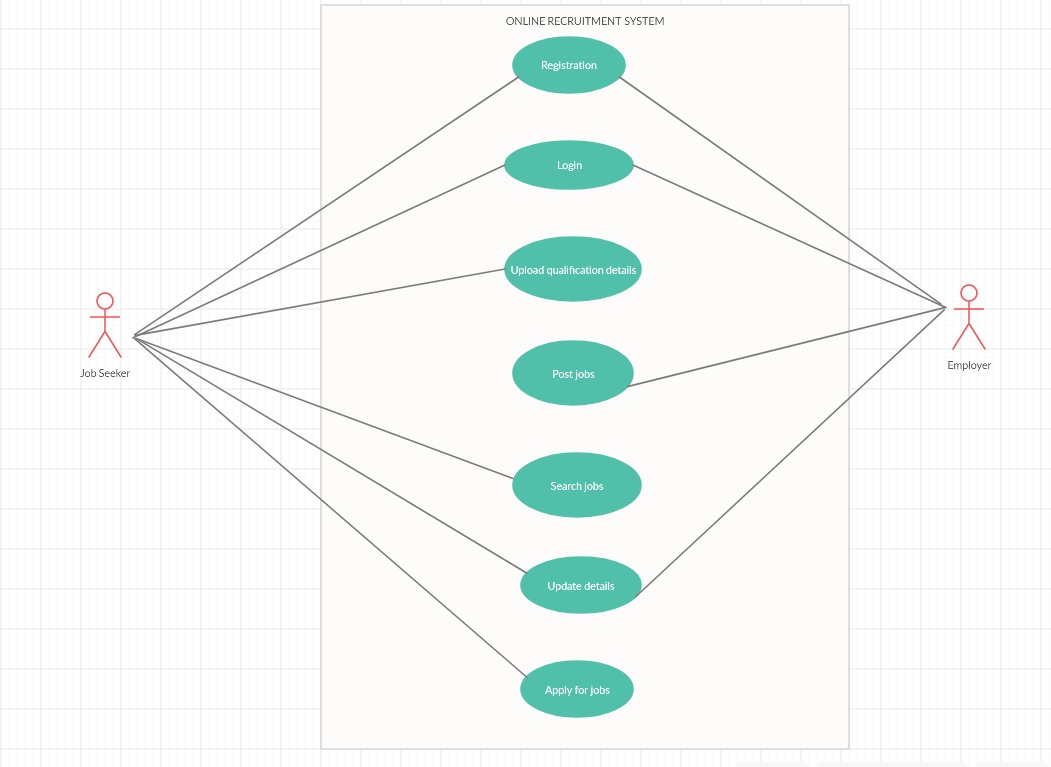 ONLINE RECRUITMENT SYSTEM
Registration
Login
Upload qualification details
Job Seeker
Employer
Post jobs
Search jobs
Update details
Apply for jobs